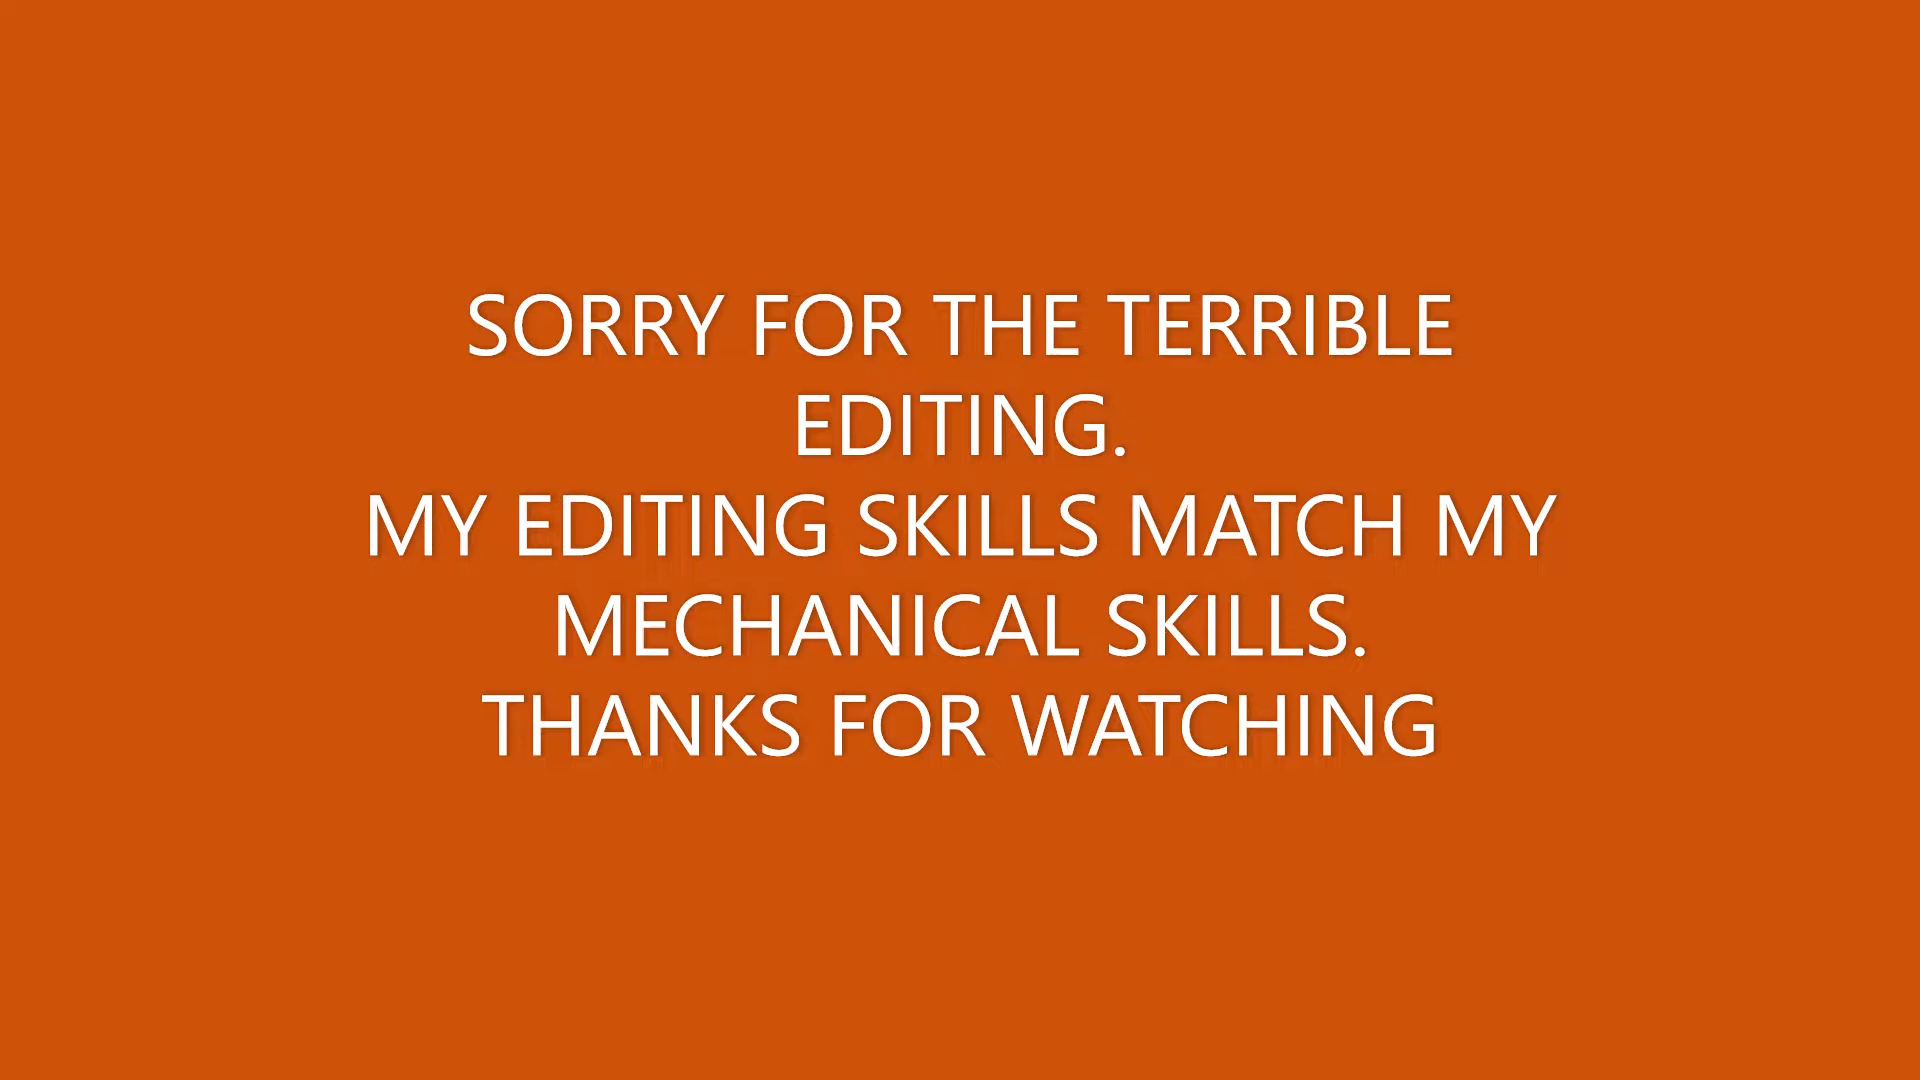 SORRY FOR THE TERRIBLE
EDITING.
MY EDITING SKILLS MATCH MY
MECHANICAL SKILLS.
THANKS FOR WATCHING